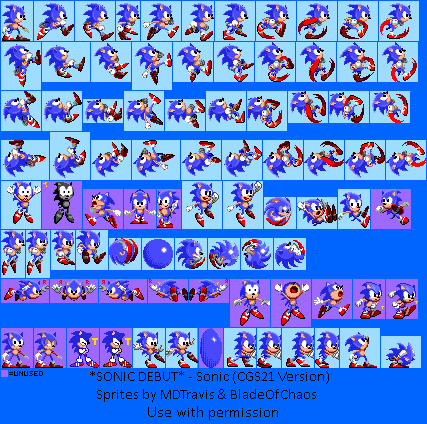 T
T
=UNUSED
*SONIC DEBUT* - Sonic (CGS21 Version)
Sprites by MDTravis & BladeOfChaos
Use with permission